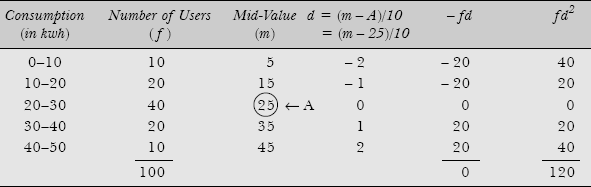 Consumption Number of Users Mid-Value d = (m – A)/10 – fd fd²
(in kwh) (f) (m) = (m – 25)/10
0–10 10 5 – 2 – 20 40
10–20 20 15 – 1 – 20 20
20–30 40 25 ← A 0 0 0
30–40 20 35 1 20 20
40–50 10 45 2 20 40
100 0 120